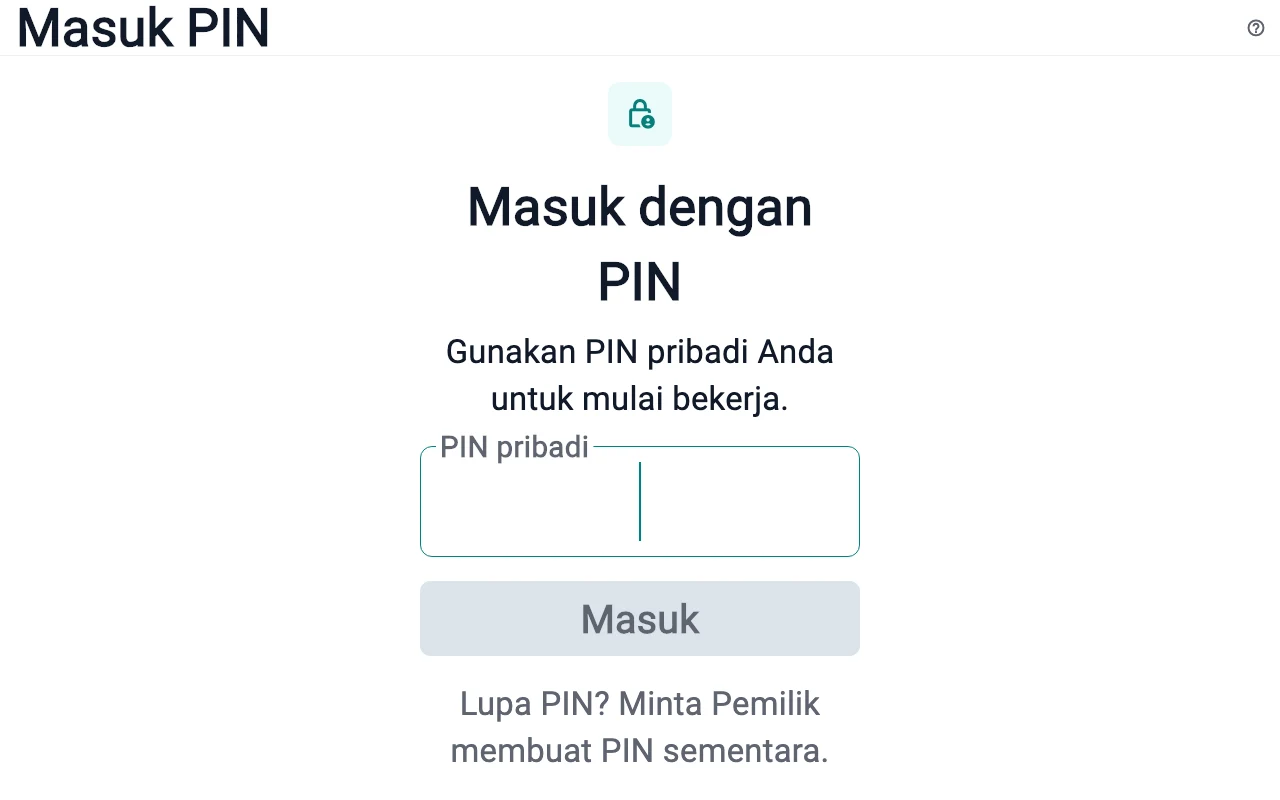 Masuk PIN
Masuk dengan
PIN
Gunakan PIN pribadi Anda
untuk mulai bekerja.
PIN pribadi
Masuk
Lupa PIN? Minta Pemilik
membuat PIN sementara.